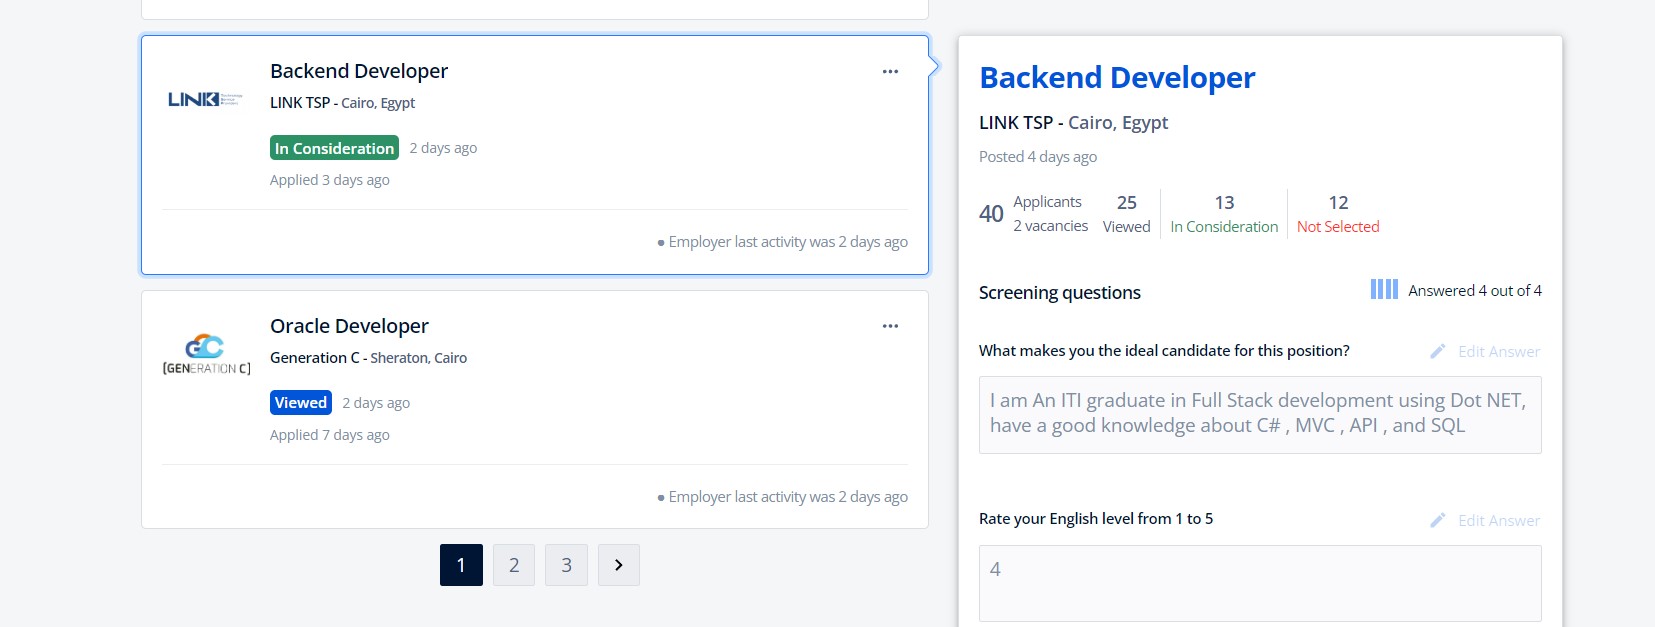 Backend Developer
LINK TSP - Cairo, Egypt
In Consideration 2 days ago
Applied 3 days ago
Employer last activity was 2 days ago
LINK
Oracle Developer
Generation C - Sheraton, Cairo
Viewed 2 days ago
Applied 7 days ago
Employer last activity was 2 days ago
GC
[GENERATION C]
1 2 3
Backend Developer
LINK TSP - Cairo, Egypt
Posted 4 days ago
40 Applicants 25 13 12
2 vacancies Viewed In Consideration Not Selected
Screening questions Answered 4 out of 4
What makes you the ideal candidate for this position? Edit Answer
I am An ITI graduate in Full Stack development using Dot NET,
have a good knowledge about C# , MVC , API , and SQL
Rate your English level from 1 to 5 Edit Answer
4